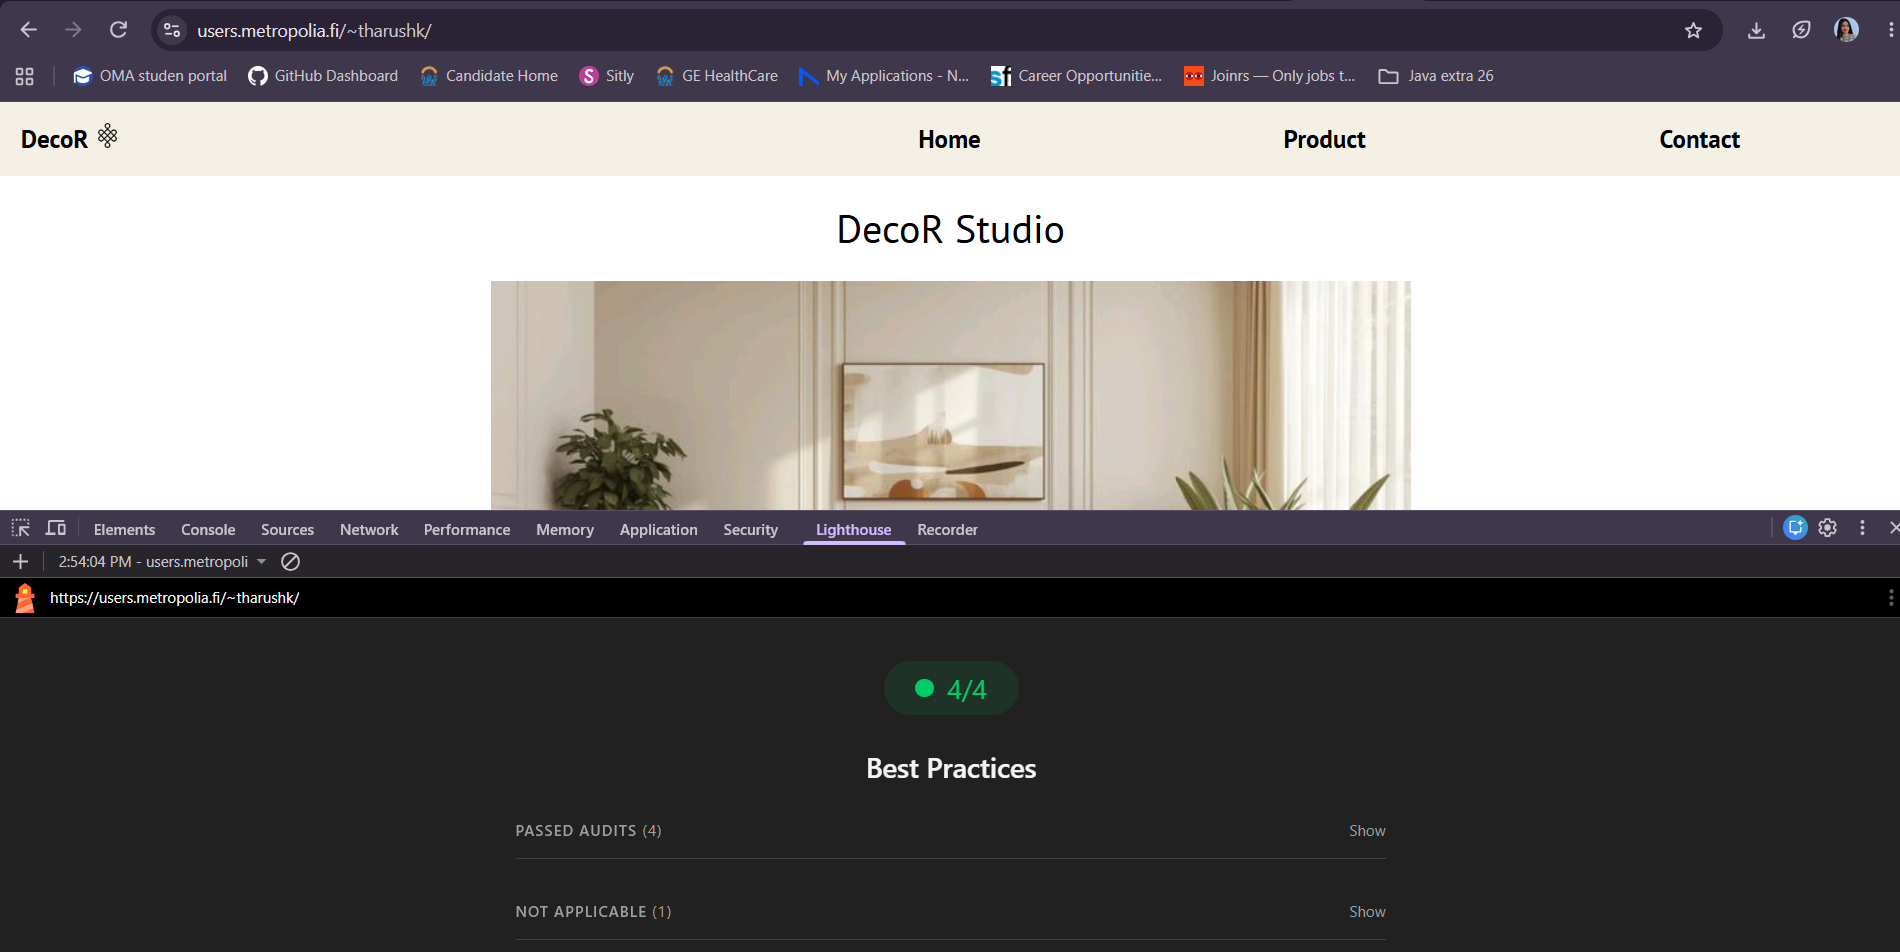 users.metropolia.fi/~tharushk/
OMA studen portal GitHub Dashboard Candidate Home Sitly GE HealthCare My Applications - N... Career Opportunitie... Joinrs — Only jobs t... Java extra 26
DecoR Home Product Contact
DecoR Studio
Elements Console Sources Network Performance Memory Application Security Lighthouse Recorder
2:54:04 PM - users.metropoli
https://users.metropolia.fi/~tharushk/
4/4
Best Practices
PASSED AUDITS (4) Show
NOT APPLICABLE (1) Show